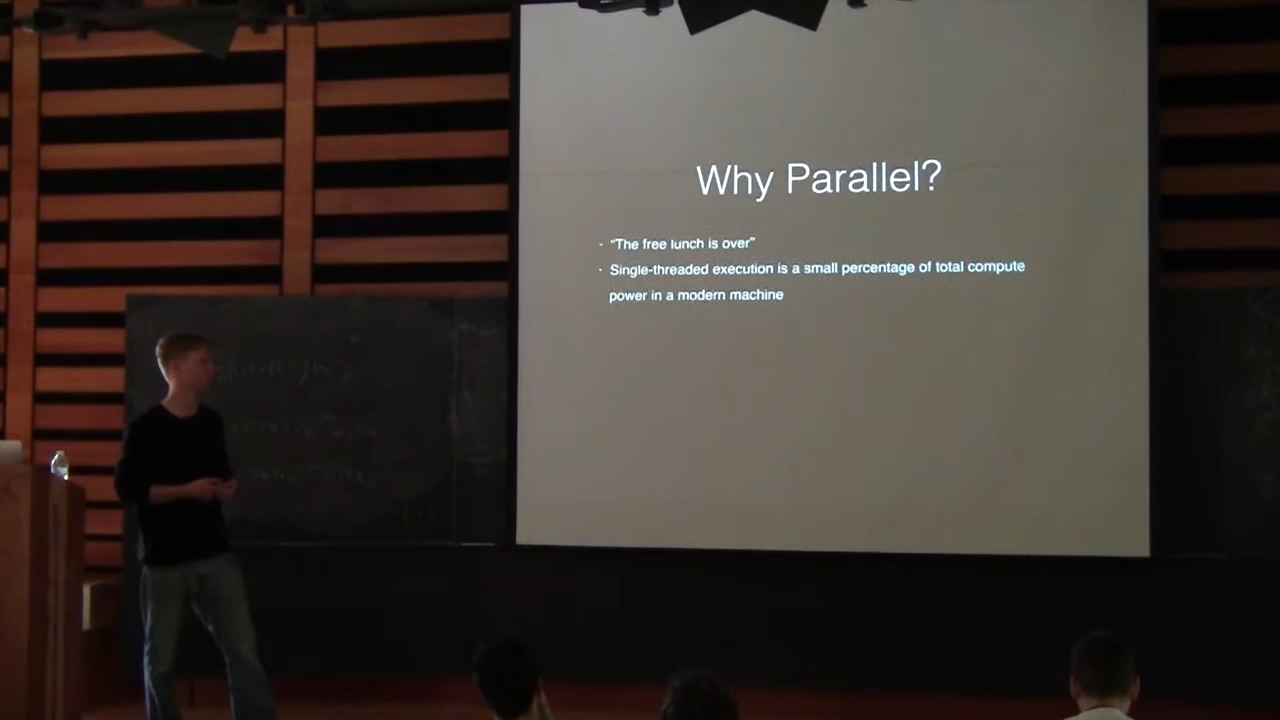 Why Parallel?
- "The free lunch is over"
- Single-threaded execution is a small percentage of total compute
power in a modern machine